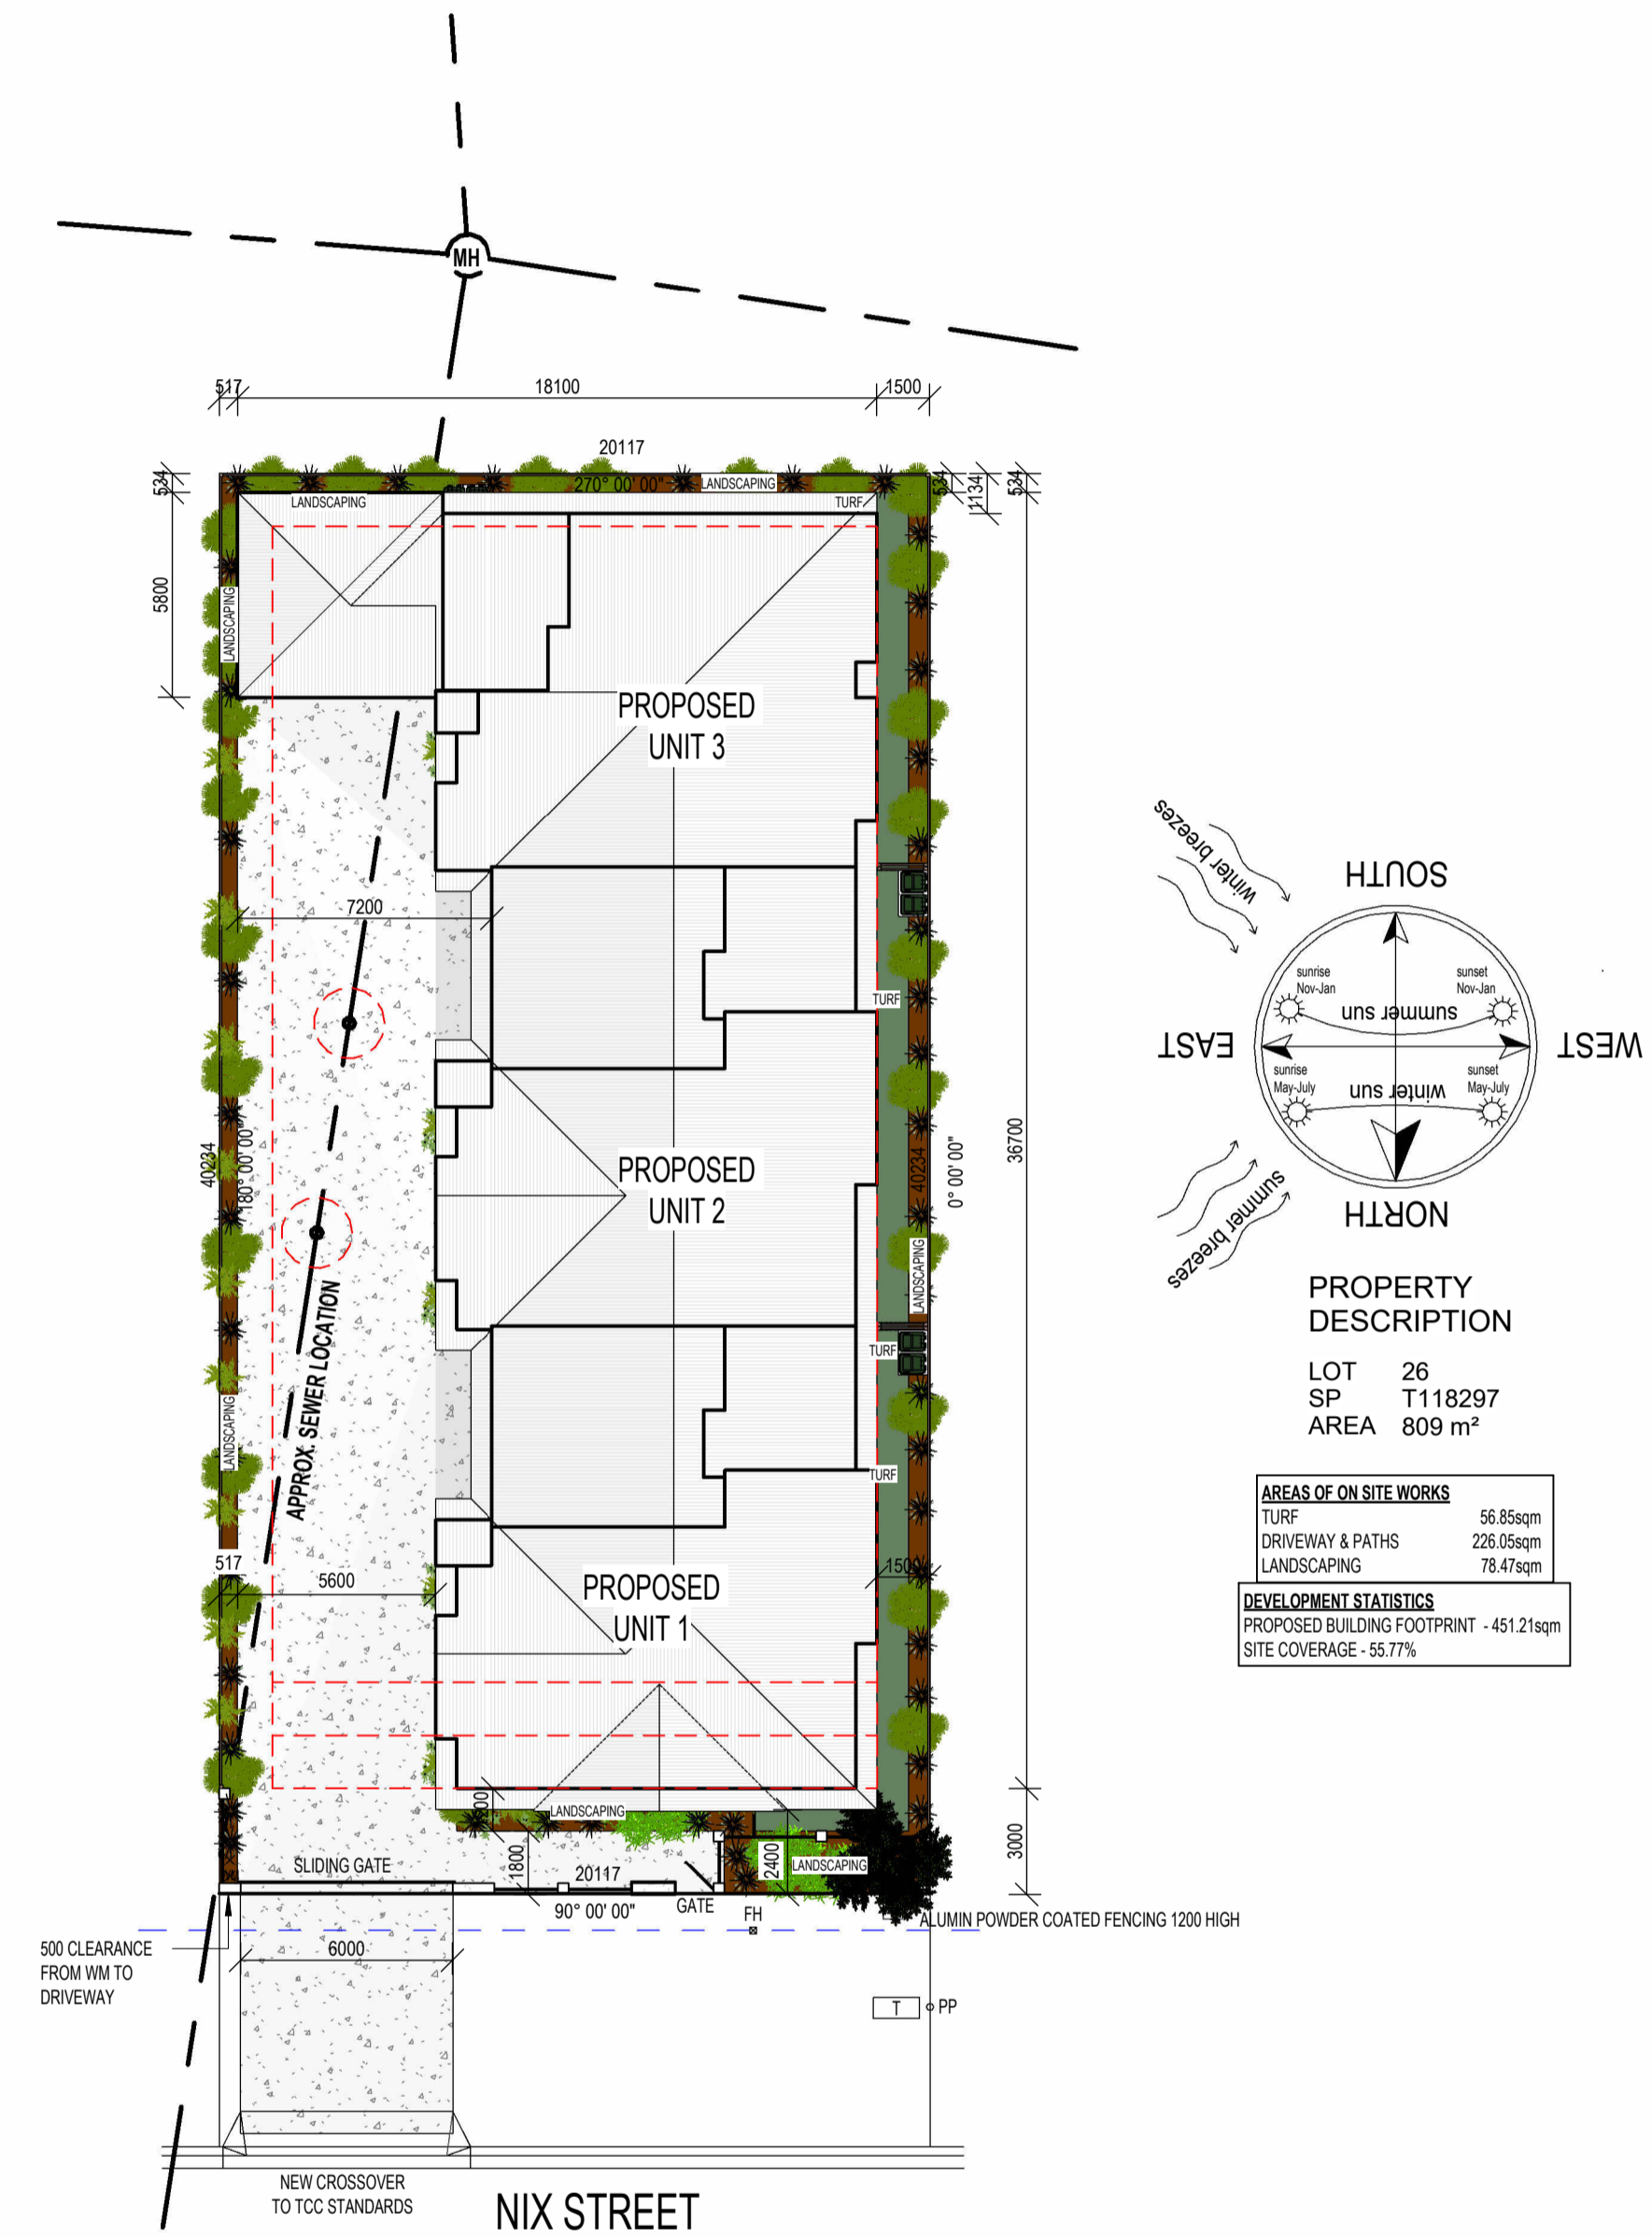 MH
517
18100
1500
20117
534
270° 00' 00"
LANDSCAPING
534
1134
534
LANDSCAPING
TURF
5800
LANDSCAPING
PROPOSED
UNIT 3
7200
TURF
winter breezes
SOUTH
sunrise
Nov-Jan
sunset
Nov-Jan
summer sun
EAST
WEST
sunrise
May-July
sunset
May-July
winter sun
NORTH
summer breezes
40234
180° 00' 00"
PROPOSED
UNIT 2
40234
0° 00' 00"
36700
LANDSCAPING
APPROX. SEWER LOCATION
TURF
LANDSCAPING
TURF
PROPERTY
DESCRIPTION
LOT 26
SP T118297
AREA 809 m²
AREAS OF ON SITE WORKS
TURF 56.85sqm
DRIVEWAY & PATHS 226.05sqm
LANDSCAPING 78.47sqm
DEVELOPMENT STATISTICS
PROPOSED BUILDING FOOTPRINT - 451.21sqm
SITE COVERAGE - 55.77%
517
5600
1500
PROPOSED
UNIT 1
LANDSCAPING
3000
SLIDING GATE
1800
20117
2400
LANDSCAPING
90° 00' 00"
GATE
FH
ALUMIN POWDER COATED FENCING 1200 HIGH
500 CLEARANCE
FROM WM TO
DRIVEWAY
6000
T
PP
NEW CROSSOVER
TO TCC STANDARDS
NIX STREET